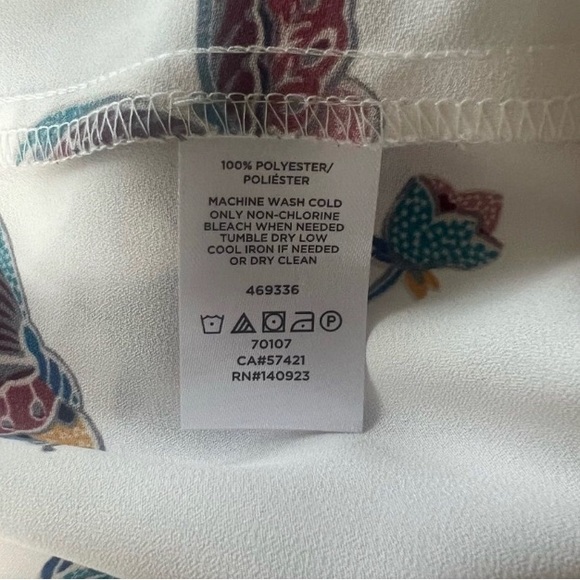 100% POLYESTER/
POLIÉSTER
MACHINE WASH COLD
ONLY NON-CHLORINE
BLEACH WHEN NEEDED
TUMBLE DRY LOW
COOL IRON IF NEEDED
OR DRY CLEAN
469336
P
70107
CA#57421
RN#140923